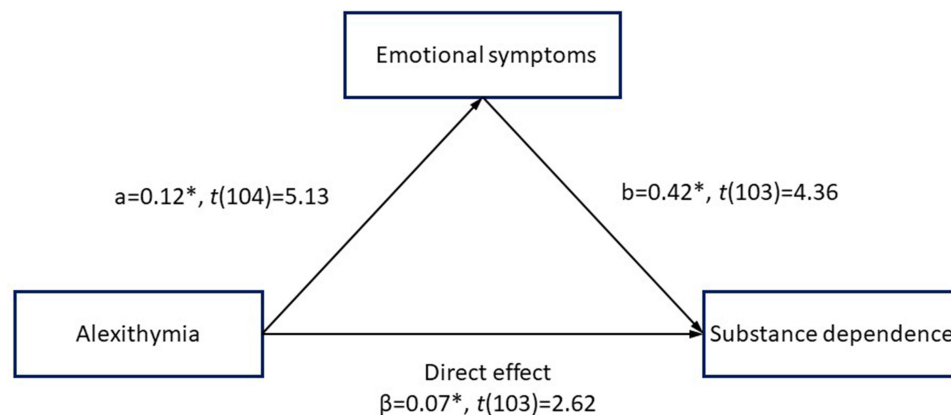 Emotional symptoms
a=0.12*, t(104)=5.13
b=0.42*, t(103)=4.36
Alexithymia
Substance dependence
Direct effect
β=0.07*, t(103)=2.62